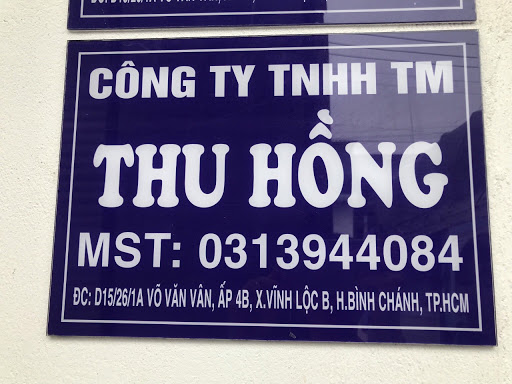 CÔNG TY TNHH TM
THU HỒNG
MST: 0313944084
ĐC: D15/26/1A VÕ VĂN VÂN, ẤP 4B, X.VĨNH LỘC B, H.BÌNH CHÁNH, TP.HCM